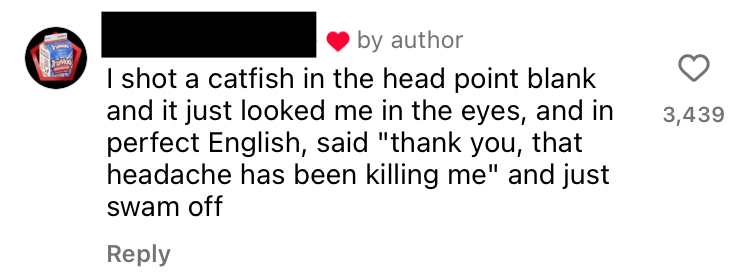 by author
I shot a catfish in the head point blank
and it just looked me in the eyes, and in
perfect English, said "thank you, that
headache has been killing me" and just
swam off
3,439
Reply
TruMoo